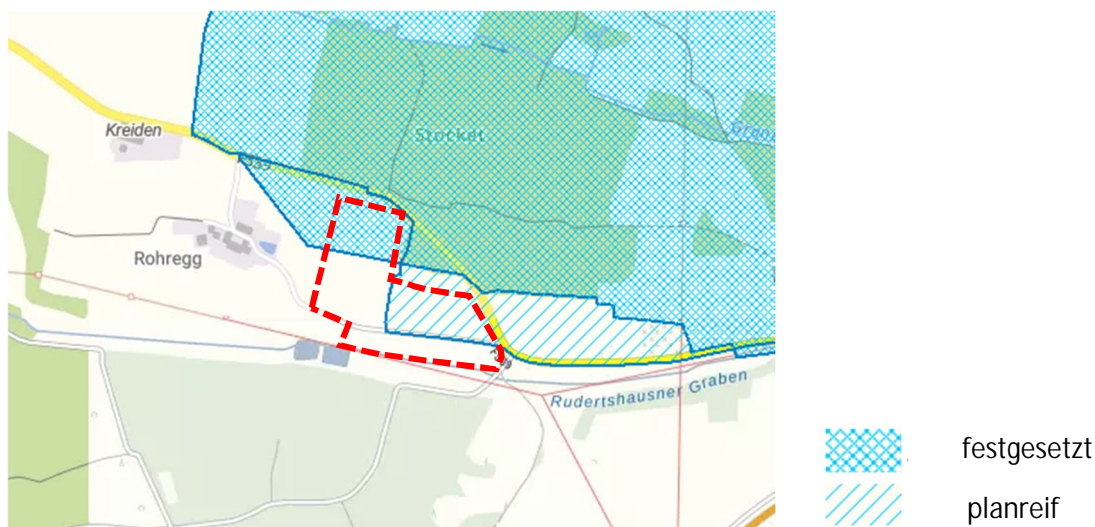 Kreiden
Stocket
Rohregg
Rudertshausner Graben
festgesetzt
planreif